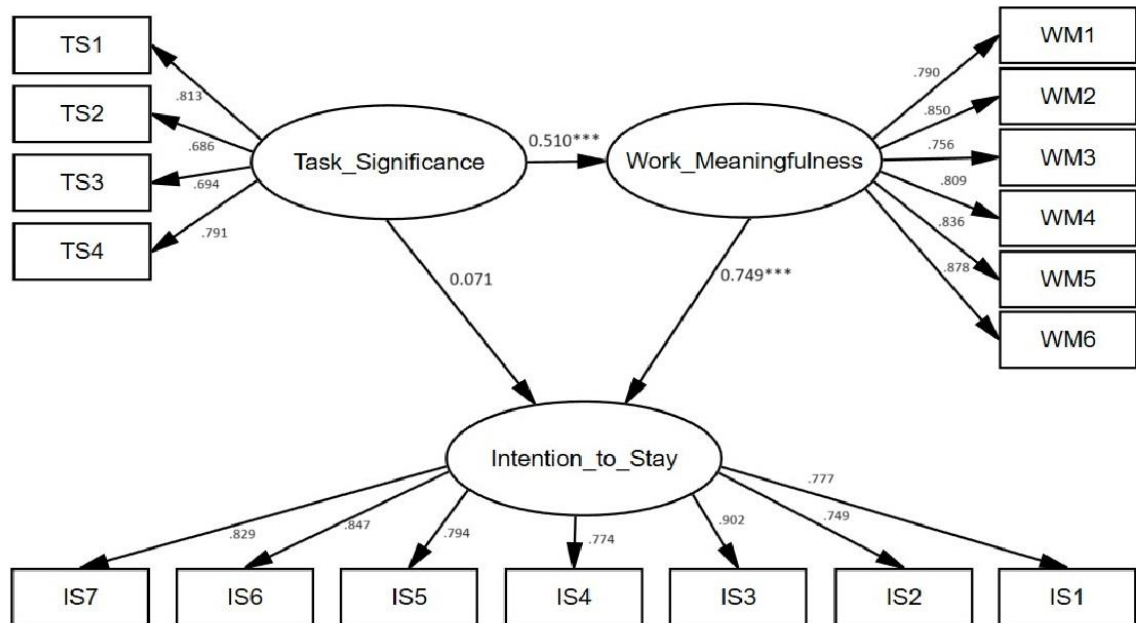 TS1
TS2
TS3
TS4
.813
.686
.694
.791
Task_Significance
0.510***
Work_Meaningfulness
.790
.850
.756
.809
.836
.878
WM1
WM2
WM3
WM4
WM5
WM6
0.071
0.749***
Intention_to_Stay
.829
.847
.794
.774
.902
.749
.777
IS7
IS6
IS5
IS4
IS3
IS2
IS1